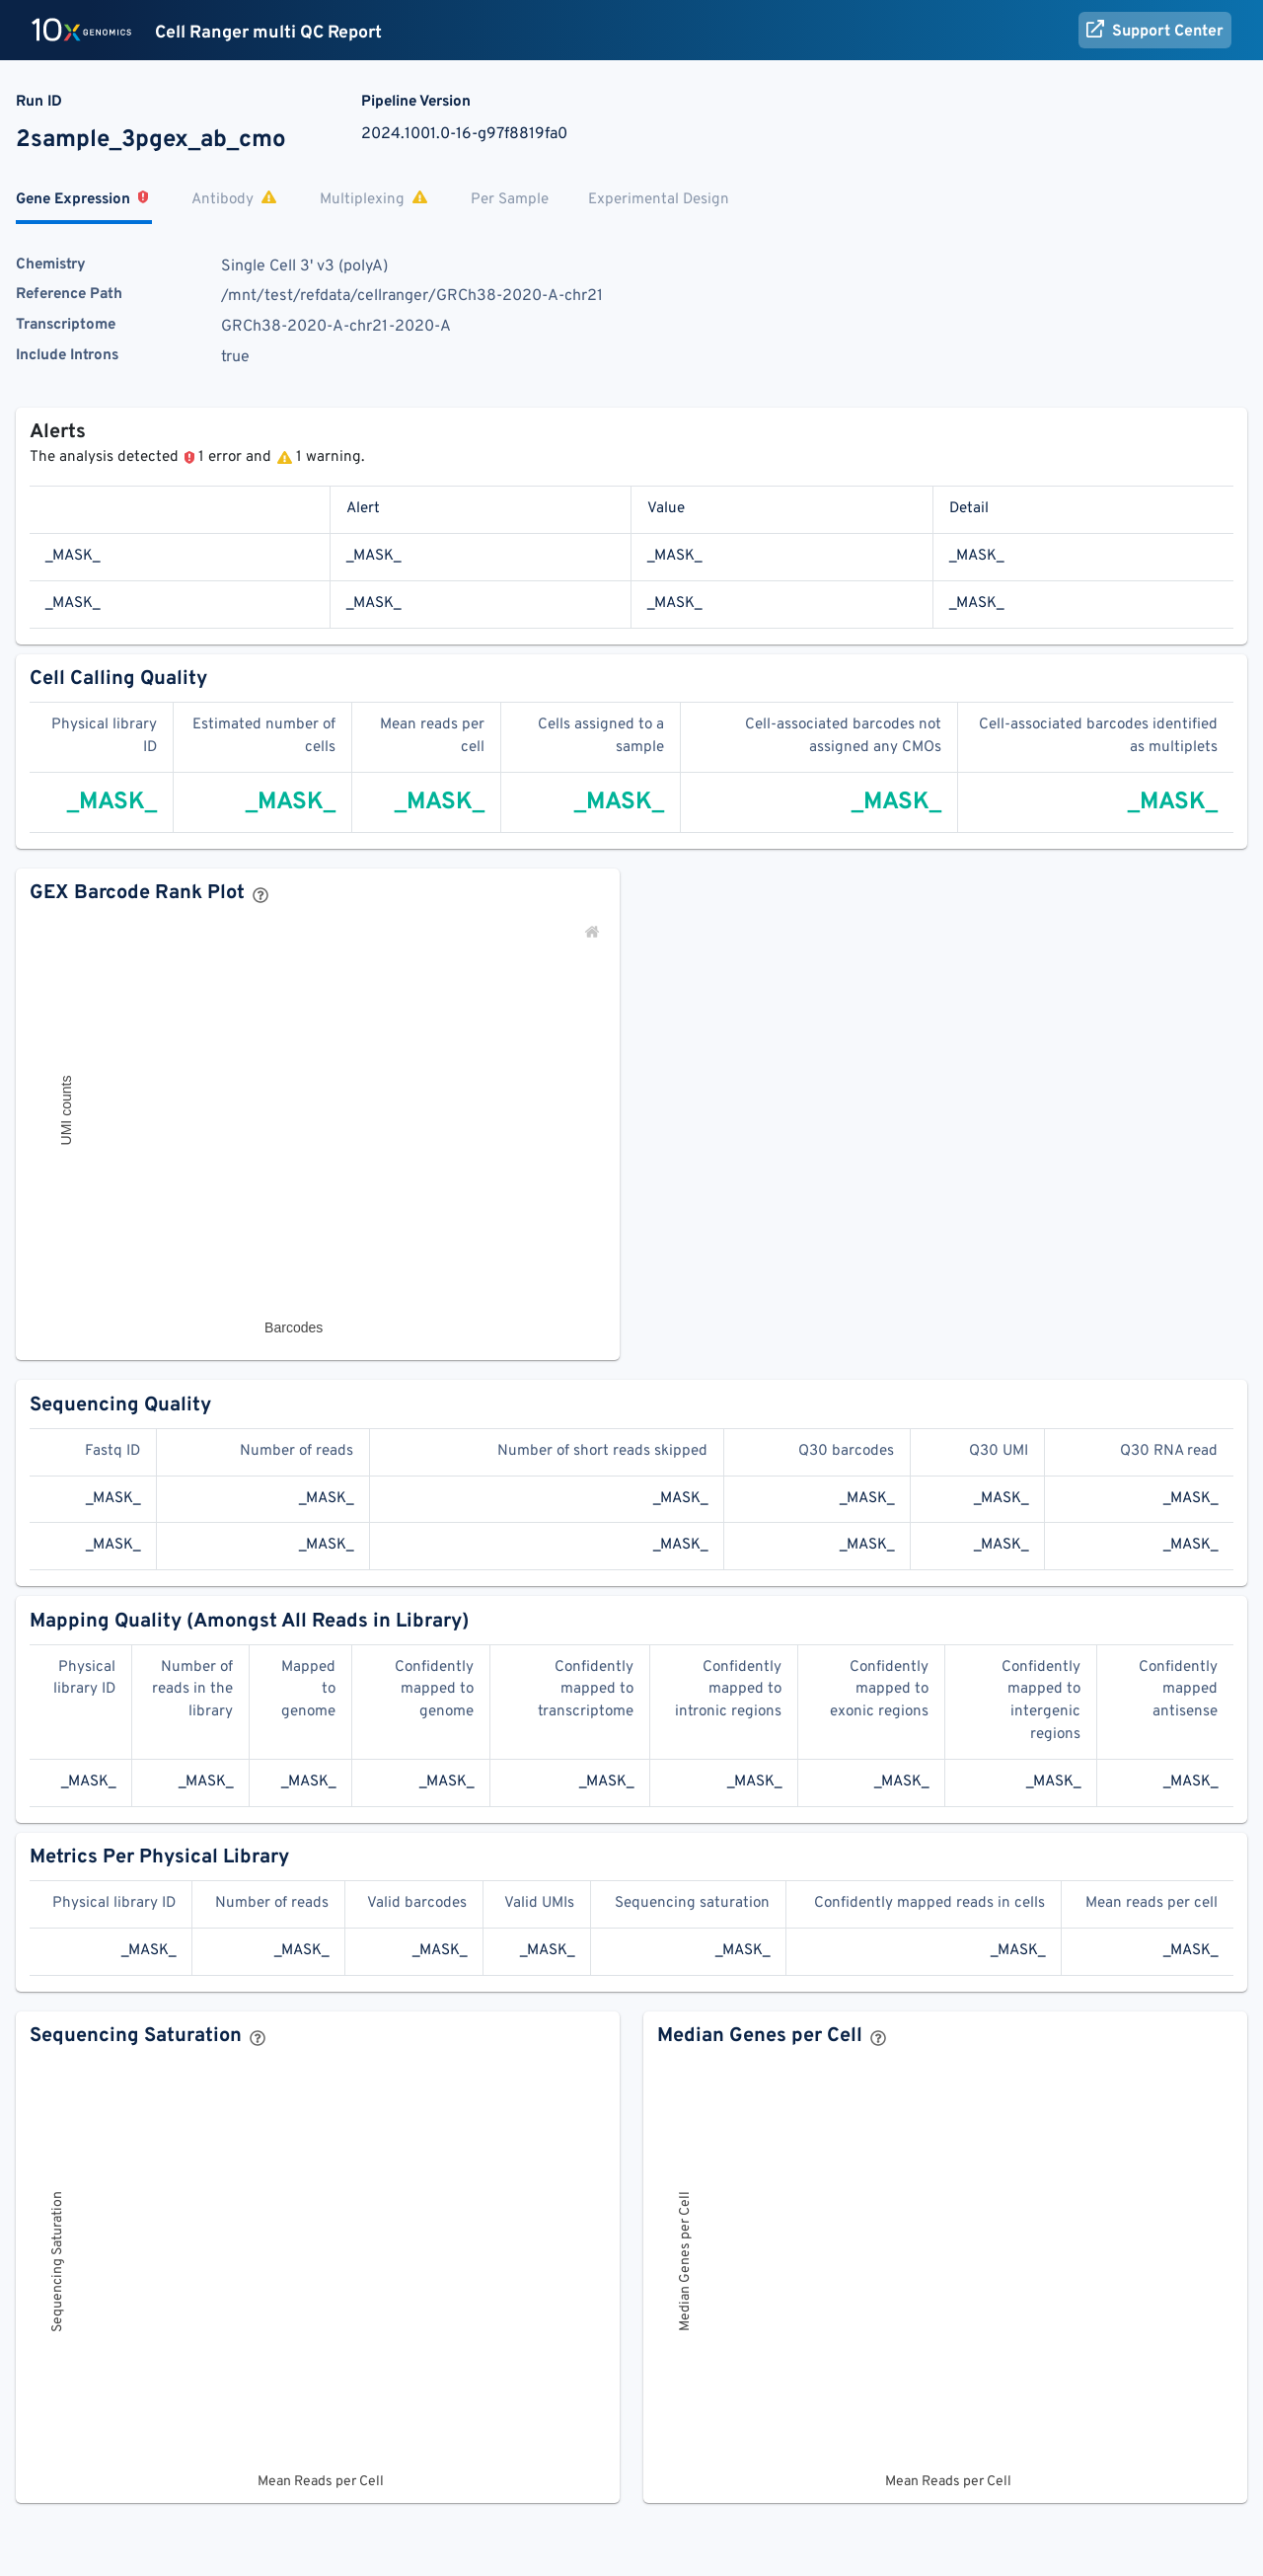 10x GENOMICS Cell Ranger multi QC Report Support Center
Run ID Pipeline Version
2sample_3pgex_ab_cmo 2024.1001.0-16-g97f8819fa0
Gene Expression Antibody Multiplexing Per Sample Experimental Design
Chemistry Single Cell 3' v3 (polyA)
Reference Path /mnt/test/refdata/cellranger/GRCh38-2020-A-chr21
Transcriptome GRCh38-2020-A-chr21-2020-A
Include Introns true
Alerts
The analysis detected 1 error and 1 warning.
Alert Value Detail
_MASK_ _MASK_ _MASK_ _MASK_
_MASK_ _MASK_ _MASK_ _MASK_
Cell Calling Quality
Physical library Estimated number of Mean reads per Cells assigned to a Cell-associated barcodes not Cell-associated barcodes identified
ID cells cell sample assigned any CMOs as multiplets
_MASK_ _MASK_ _MASK_ _MASK_ _MASK_ _MASK_
GEX Barcode Rank Plot
UMI counts
Barcodes
Sequencing Quality
Fastq ID Number of reads Number of short reads skipped Q30 barcodes Q30 UMI Q30 RNA read
_MASK_ _MASK_ _MASK_ _MASK_ _MASK_ _MASK_
_MASK_ _MASK_ _MASK_ _MASK_ _MASK_ _MASK_
Mapping Quality (Amongst All Reads in Library)
Physical Number of Mapped Confidently Confidently Confidently Confidently Confidently Confidently
library ID reads in the to mapped to mapped to mapped to mapped to mapped to mapped
library genome genome transcriptome intronic regions exonic regions intergenic antisense
regions
_MASK_ _MASK_ _MASK_ _MASK_ _MASK_ _MASK_ _MASK_ _MASK_ _MASK_
Metrics Per Physical Library
Physical library ID Number of reads Valid barcodes Valid UMIs Sequencing saturation Confidently mapped reads in cells Mean reads per cell
_MASK_ _MASK_ _MASK_ _MASK_ _MASK_ _MASK_ _MASK_
Sequencing Saturation
Sequencing Saturation
Mean Reads per Cell
Median Genes per Cell
Median Genes per Cell
Mean Reads per Cell